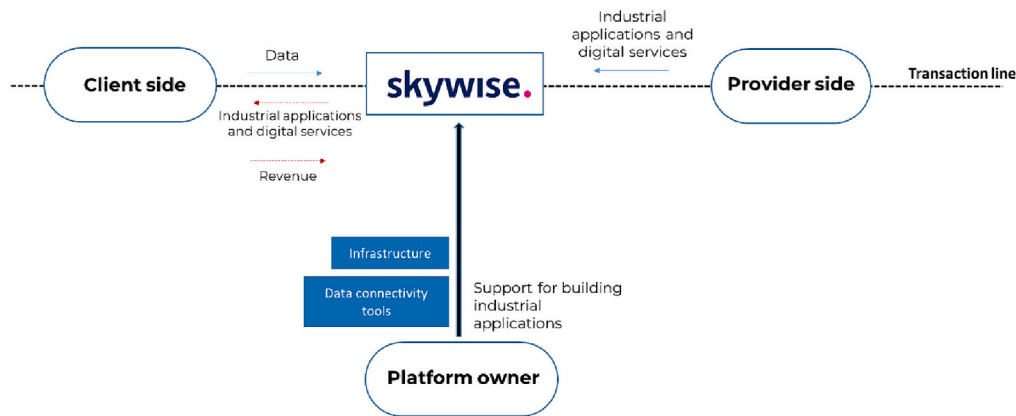 Industrial
applications and
digital services
Data
Client side
skywise.
Provider side
Transaction line
Industrial applications
and digital services
Revenue
Infrastructure
Data connectivity
tools
Support for building
industrial
applications
Platform owner